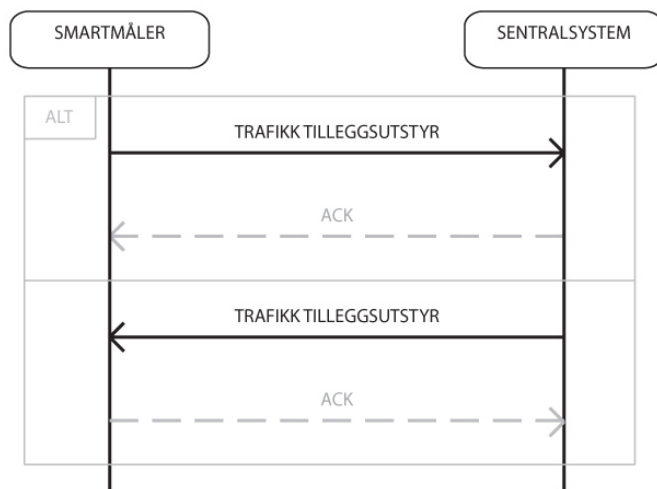 SMARTMÅLER
SENTRALSYSTEM
ALT
TRAFIKK TILLEGGSUTSTYR
ACK
TRAFIKK TILLEGGSUTSTYR
ACK